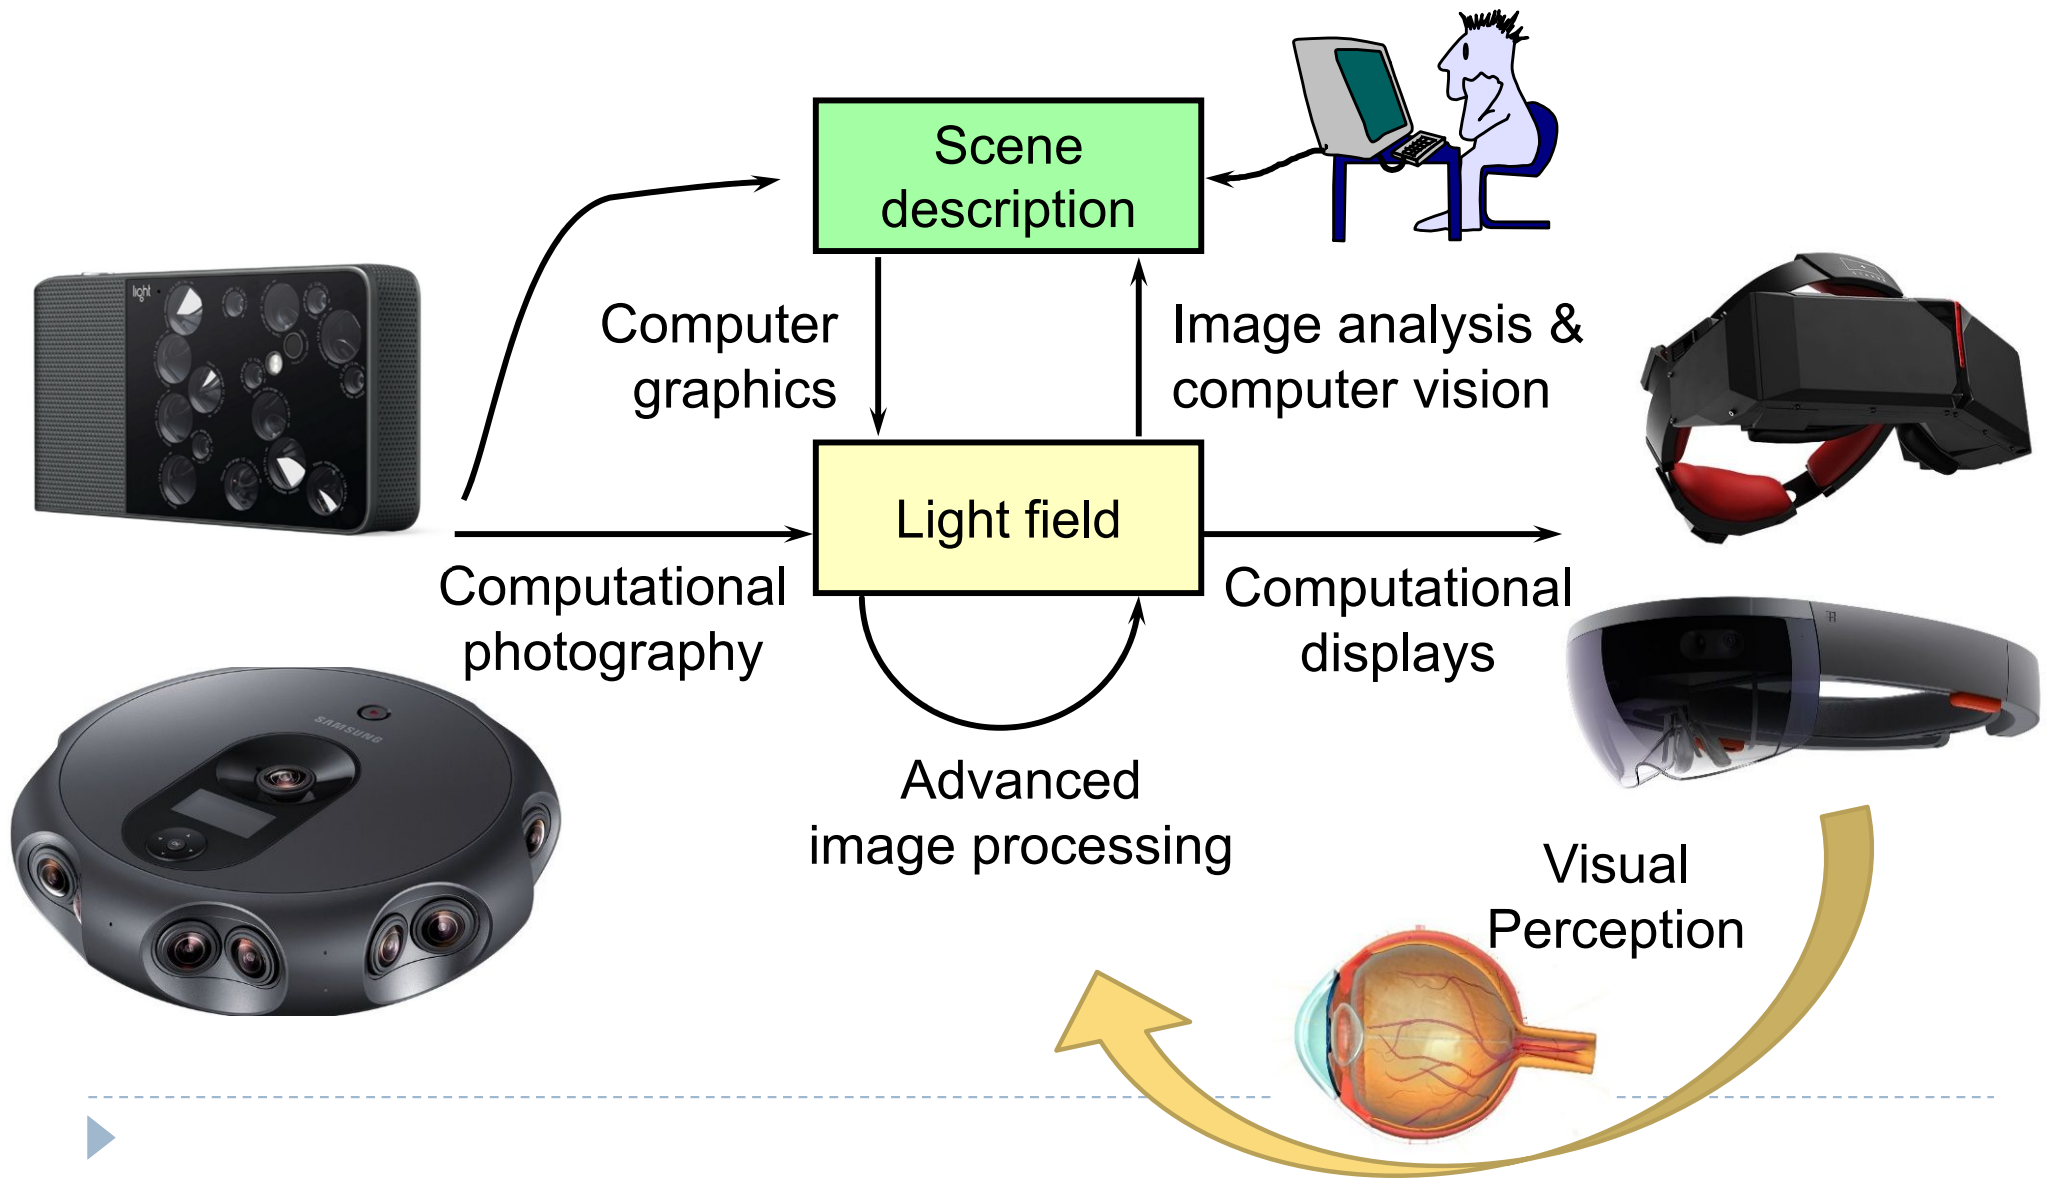 Scene
description
Computer
graphics
Image analysis &
computer vision
light
Light field
Computational
photography
Computational
displays
SAMSUNG
Advanced
image processing
Visual
Perception